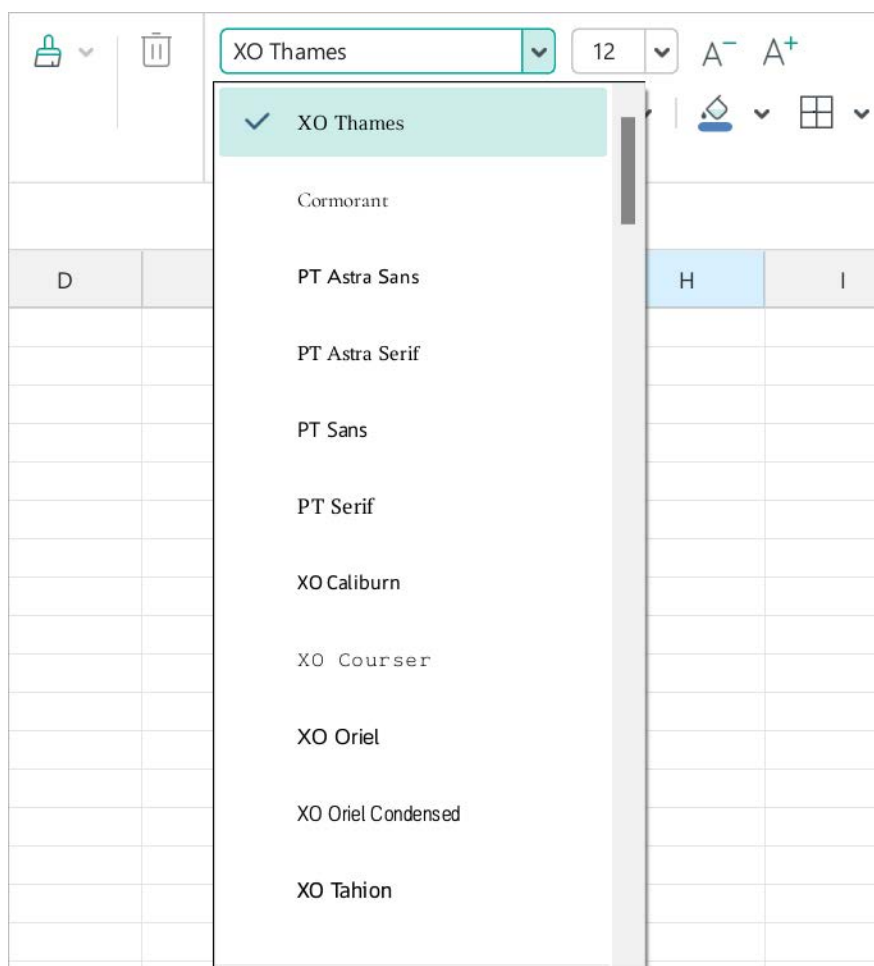 XO Thames
12
A⁻
A⁺
XO Thames
Cormorant
D
PT Astra Sans
H
I
PT Astra Serif
PT Sans
PT Serif
XO Caliburn
XO Courser
XO Oriel
XO Oriel Condensed
XO Tahion